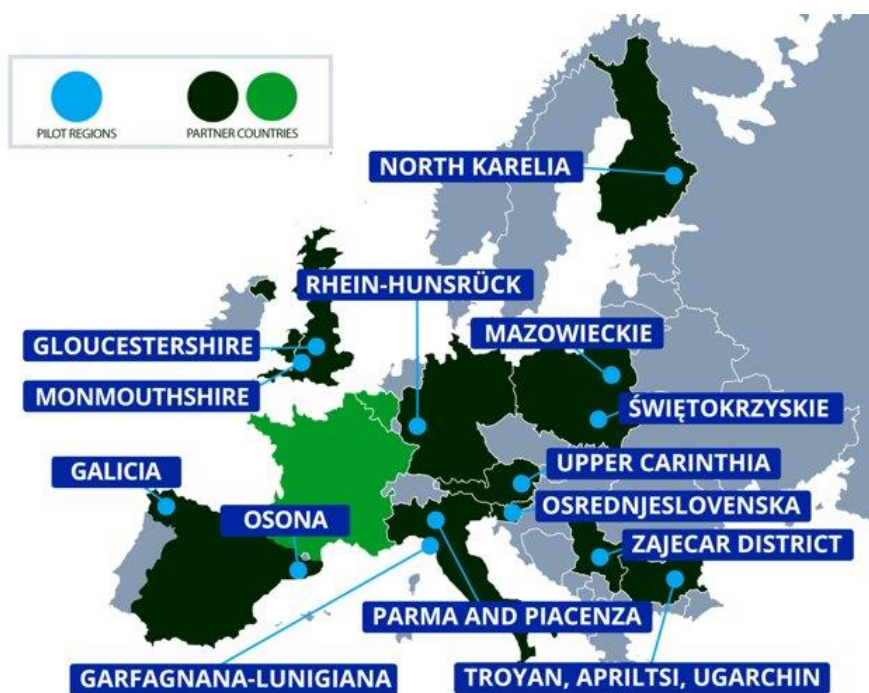 PILOT REGIONS
PARTNER COUNTRIES
NORTH KARELIA
RHEIN-HUNSRÜCK
MAZOWIECKIE
GLOUCESTERSHIRE
MONMOUTHSHIRE
ŚWIĘTOKRZYSKIE
UPPER CARINTHIA
GALICIA
OSREDNJESLOVENSKA
OSONA
ZAJECAR DISTRICT
PARMA AND PIACENZA
GARFAGNANA-LUNIGIANA
TROYAN, APRILTSI, UGARCHIN